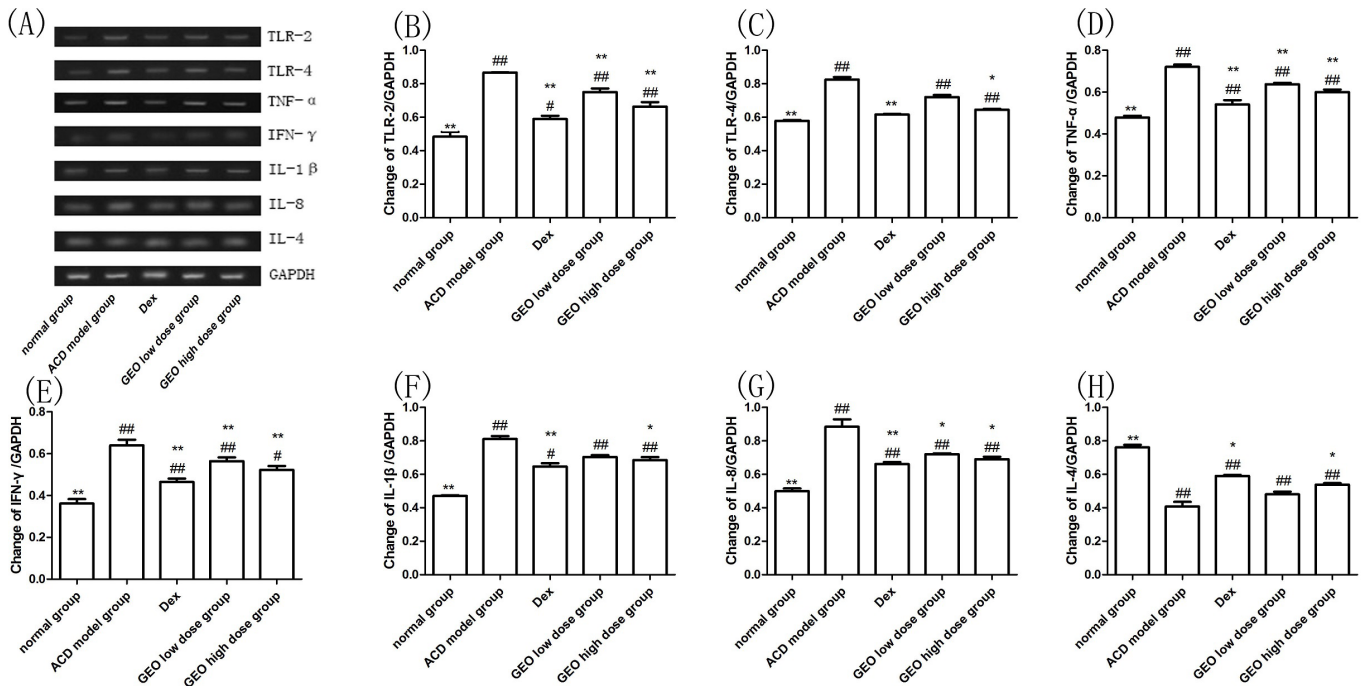 (A)
TLR-2
TLR-4
TNF-α
IFN-γ
IL-1β
IL-8
IL-4
GAPDH
normal group
ACD model group
Dex
GEO low dose group
GEO high dose group
(B)
Change of TLR-2/GAPDH
1.0
0.8
0.6
0.4
0.2
0.0
**
##
**
#
**
##
**
##
normal group
ACD model group
Dex
GEO low dose group
GEO high dose group
(C)
Change of TLR-4/GAPDH
1.0
0.8
0.6
0.4
0.2
0.0
**
##
**
##
*
##
normal group
ACD model group
Dex
GEO low dose group
GEO high dose group
(D)
Change of TNF-α /GAPDH
0.8
0.6
0.4
0.2
0.0
**
##
**
##
**
##
**
##
normal group
ACD model group
Dex
GEO low dose group
GEO high dose group
(E)
Change of IFN-γ /GAPDH
0.8
0.6
0.4
0.2
0.0
**
##
**
##
**
##
**
#
normal group
ACD model group
Dex
GEO low dose group
GEO high dose group
(F)
Change of IL-1β /GAPDH
1.0
0.8
0.6
0.4
0.2
0.0
**
##
**
#
##
*
##
normal group
ACD model group
Dex
GEO low dose group
GEO high dose group
(G)
Change of IL-8/GAPDH
1.0
0.8
0.6
0.4
0.2
0.0
**
##
**
##
*
##
*
##
normal group
ACD model group
Dex
GEO low dose group
GEO high dose group
(H)
Change of IL-4/GAPDH
1.0
0.8
0.6
0.4
0.2
0.0
**
##
*
##
##
*
##
normal group
ACD model group
Dex
GEO low dose group
GEO high dose group